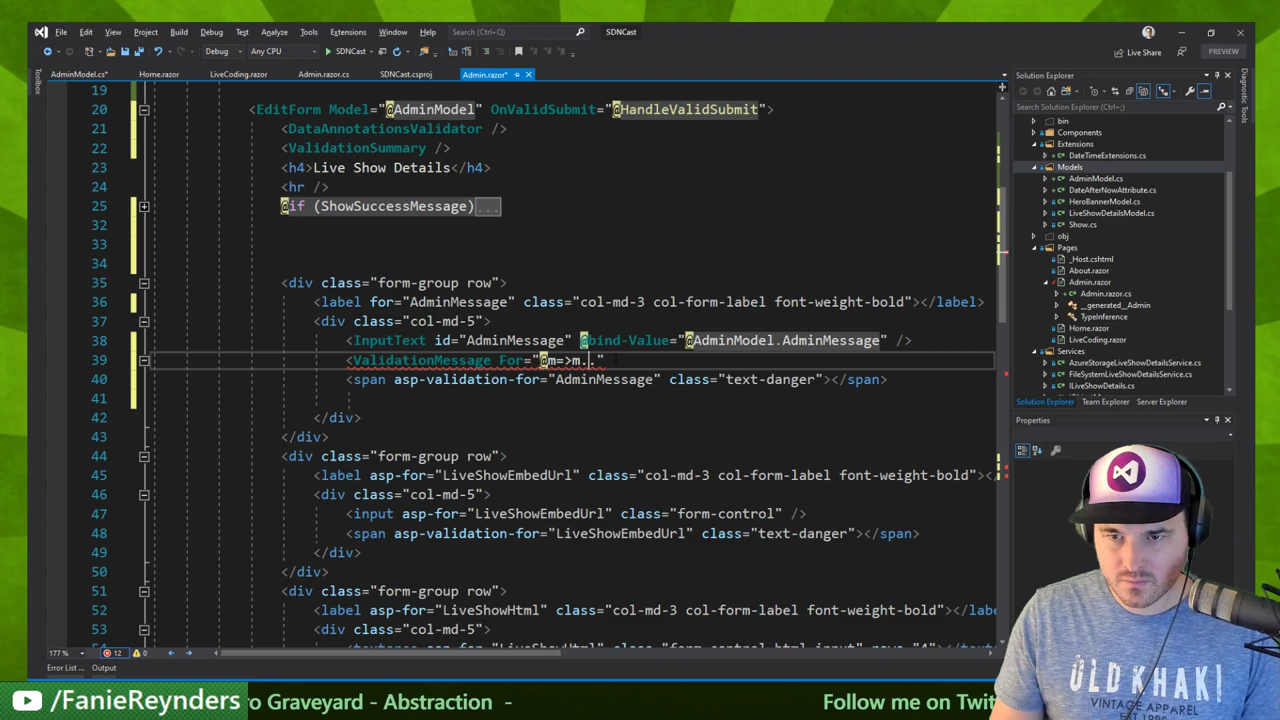 File Edit View Project Build Debug Test Analyze Tools Extensions Window Help Search (Ctrl+Q) SDNCast
Debug Any CPU SDNCast Live Share PREVIEW
AdminModel.cs* Home.razor LiveCoding.razor Admin.razor.cs SDNCast.csproj Admin.razor*
Toolbox
19
20 <EditForm Model="@AdminModel" OnValidSubmit="@HandleValidSubmit">
21 <DataAnnotationsValidator />
22 <ValidationSummary />
23 <h4>Live Show Details</h4>
24 <hr />
25 @if (ShowSuccessMessage)...
32
33
34
35 <div class="form-group row">
36 <label for="AdminMessage" class="col-md-3 col-form-label font-weight-bold"></label>
37 <div class="col-md-5">
38 <InputText id="AdminMessage" @bind-Value="@AdminModel.AdminMessage" />
39 <ValidationMessage For="@m=>m.."
40 <span asp-validation-for="AdminMessage" class="text-danger"></span>
41
42 </div>
43 </div>
44 <div class="form-group row">
45 <label asp-for="LiveShowEmbedUrl" class="col-md-3 col-form-label font-weight-bold"></
46 <div class="col-md-5">
47 <input asp-for="LiveShowEmbedUrl" class="form-control" />
48 <span asp-validation-for="LiveShowEmbedUrl" class="text-danger"></span>
49 </div>
50 </div>
51 <div class="form-group row">
52 <label asp-for="LiveShowHtml" class="col-md-3 col-form-label font-weight-bold"></la
53 <div class="col-md-5">
177 % 12 0
Error List ... Output
Solution Explorer
Search Solution Explorer (Ctrl+;)
bin
Components
Extensions
DateTimeExtensions.cs
Models
AdminModel.cs
DateAfterNowAttribute.cs
HeroBannerModel.cs
LiveShowDetailsModel.cs
Show.cs
obj
Pages
_Host.cshtml
About.razor
Admin.razor
Admin.razor.cs
__generated__Admin
TypeInference
Home.razor
LiveCoding.razor
Services
AzureStorageLiveShowDetailsService.cs
FileSystemLiveShowDetailsService.cs
ILiveShowDetails.cs
Solution Explorer Team Explorer Server Explorer
Properties
Diagnostic Tools
OLD KHAKI
VINTAGE APPAREL
/FanieReynders
ro Graveyard - Abstraction -
Follow me on Twit